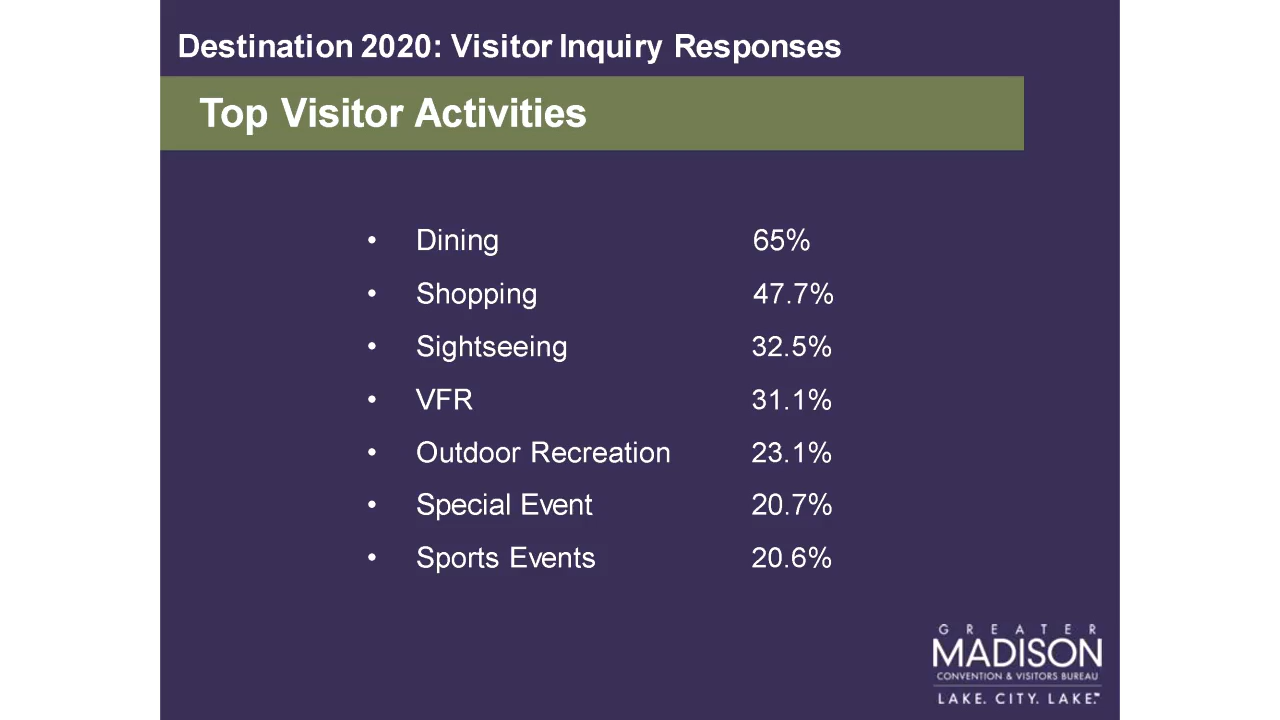 Destination 2020: Visitor Inquiry Responses
Top Visitor Activities
• Dining 65%
• Shopping 47.7%
• Sightseeing 32.5%
• VFR 31.1%
• Outdoor Recreation 23.1%
• Special Event 20.7%
• Sports Events 20.6%
GREATER
MADISON
CONVENTION & VISITORS BUREAU
LAKE. CITY. LAKE.™